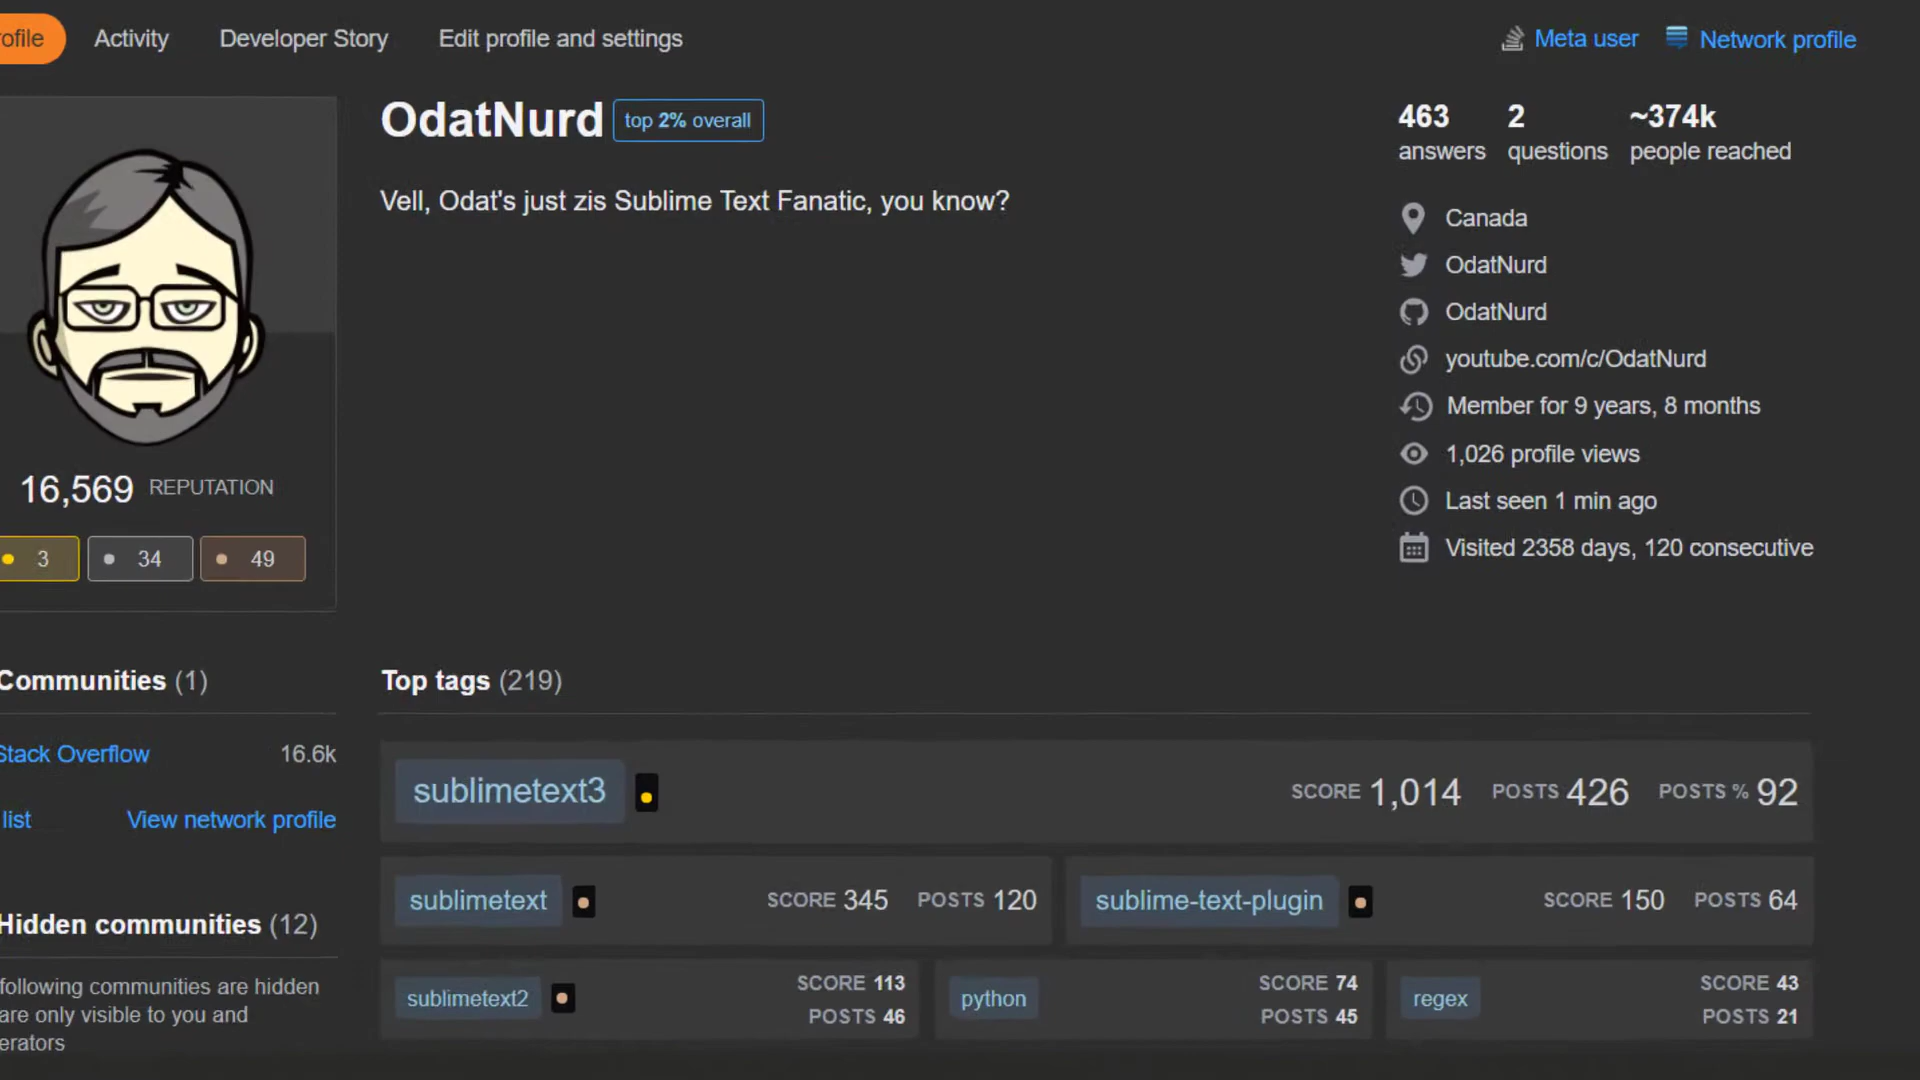 ofile Activity Developer Story Edit profile and settings Meta user Network profile
OdatNurd top 2% overall
Vell, Odat's just zis Sublime Text Fanatic, you know?
463 2 ~374k
answers questions people reached
Canada
OdatNurd
OdatNurd
youtube.com/c/OdatNurd
Member for 9 years, 8 months
1,026 profile views
Last seen 1 min ago
Visited 2358 days, 120 consecutive
16,569 REPUTATION
3 34 49
Communities (1)
Stack Overflow 16.6k
list View network profile
Hidden communities (12)
following communities are hidden
are only visible to you and
erators
Top tags (219)
sublimetext3 SCORE 1,014 POSTS 426 POSTS % 92
sublimetext SCORE 345 POSTS 120
sublime-text-plugin SCORE 150 POSTS 64
sublimetext2 SCORE 113
POSTS 46
python SCORE 74
POSTS 45
regex SCORE 43
POSTS 21